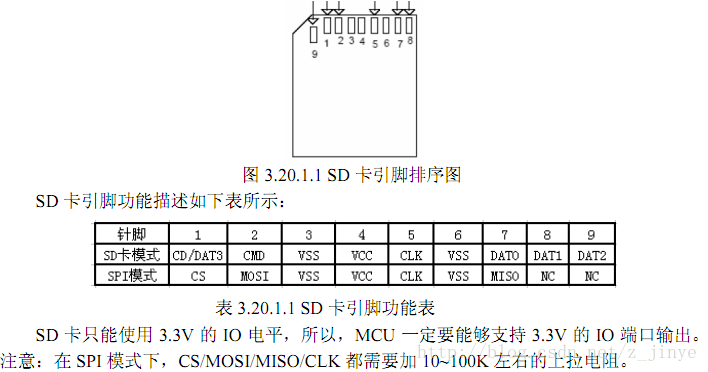 9 1 2 3 4 5 6 7 8
图 3.20.1.1 SD 卡引脚排序图
SD 卡引脚功能描述如下表所示：
针脚 1 2 3 4 5 6 7 8 9
SD卡模式 CD/DAT3 CMD VSS VCC CLK VSS DAT0 DAT1 DAT2
SPI模式 CS MOSI VSS VCC CLK VSS MISO NC NC
表 3.20.1.1 SD 卡引脚功能表
SD 卡只能使用 3.3V 的 IO 电平，所以，MCU 一定要能够支持 3.3V 的 IO 端口输出。
注意：在 SPI 模式下，CS/MOSI/MISO/CLK 都需要加 10~100K 左右的上拉电阻。
http://blog.csdn.net/z_jinye